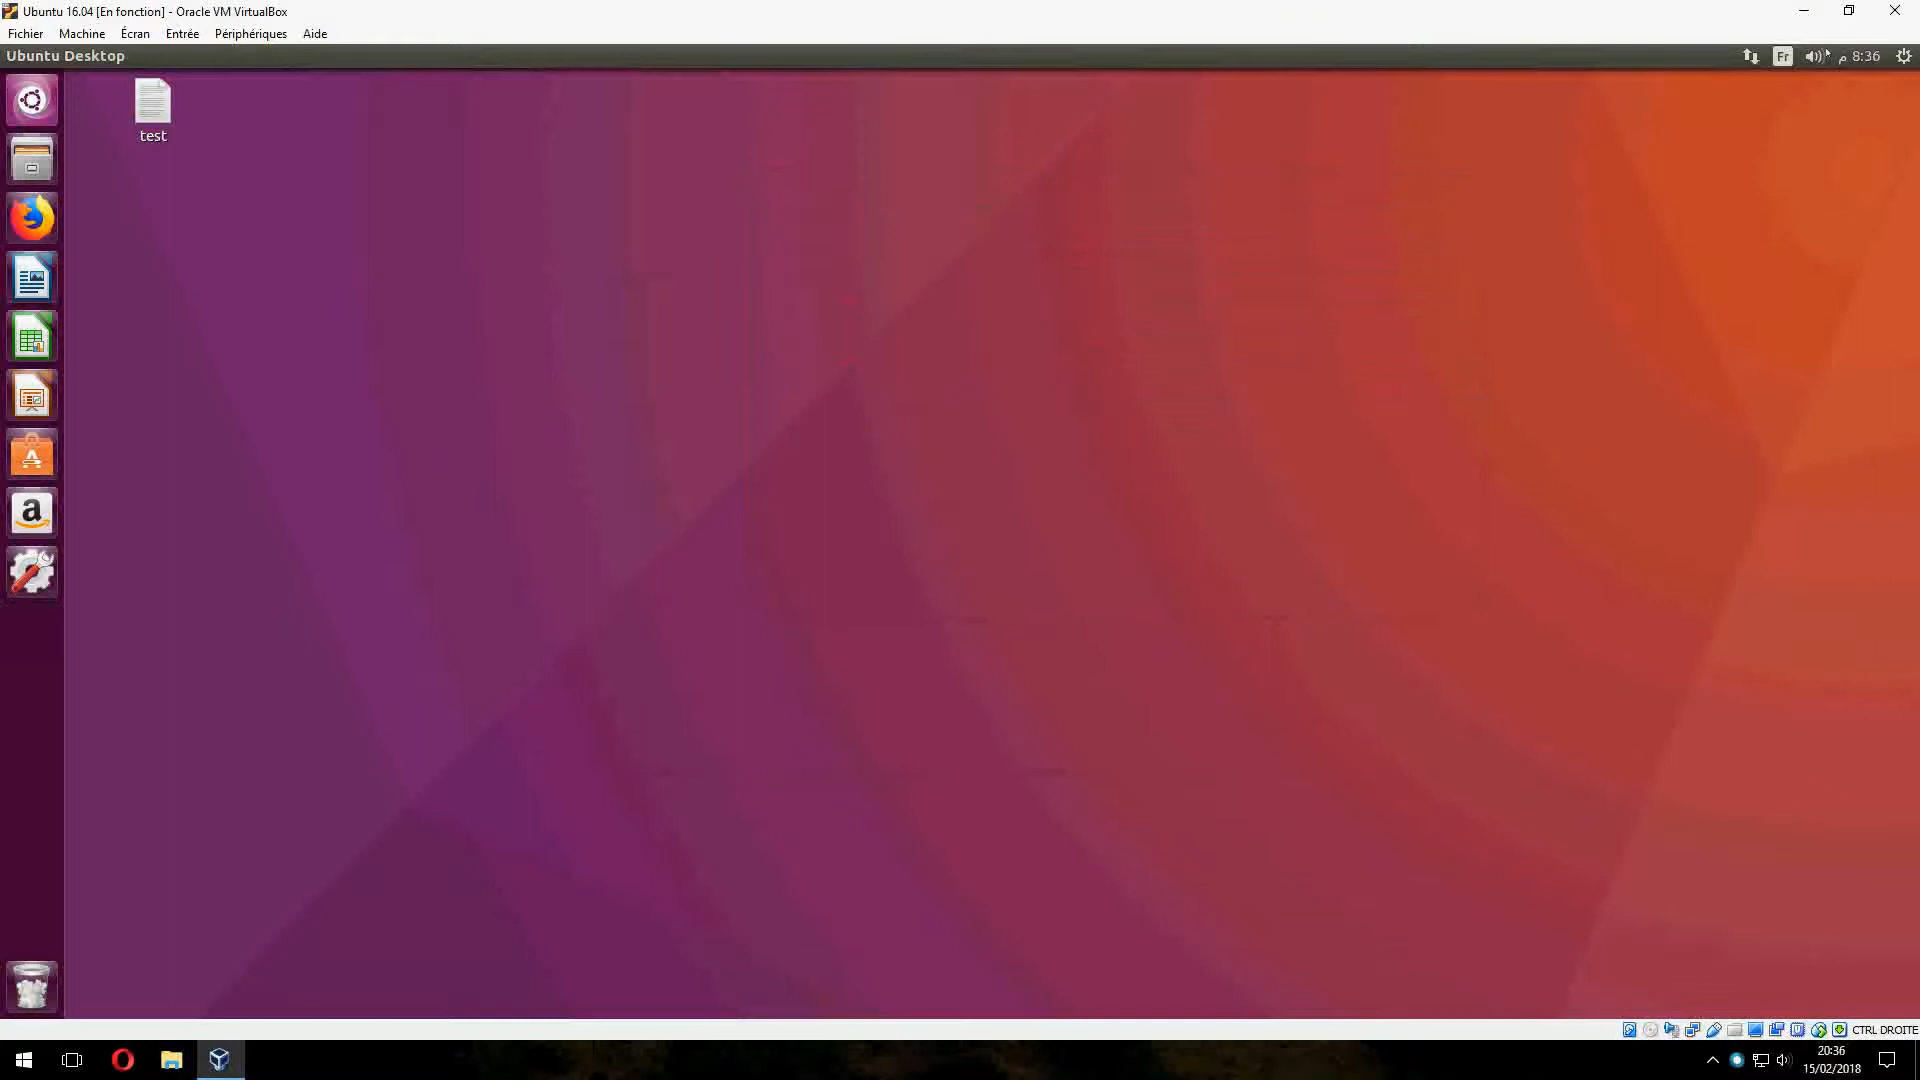 Ubuntu 16.04 [En fonction] - Oracle VM VirtualBox
Fichier Machine Écran Entrée Périphériques Aide
Ubuntu Desktop
Fr
م 8:36
test
CTRL DROITE
20:36
15/02/2018